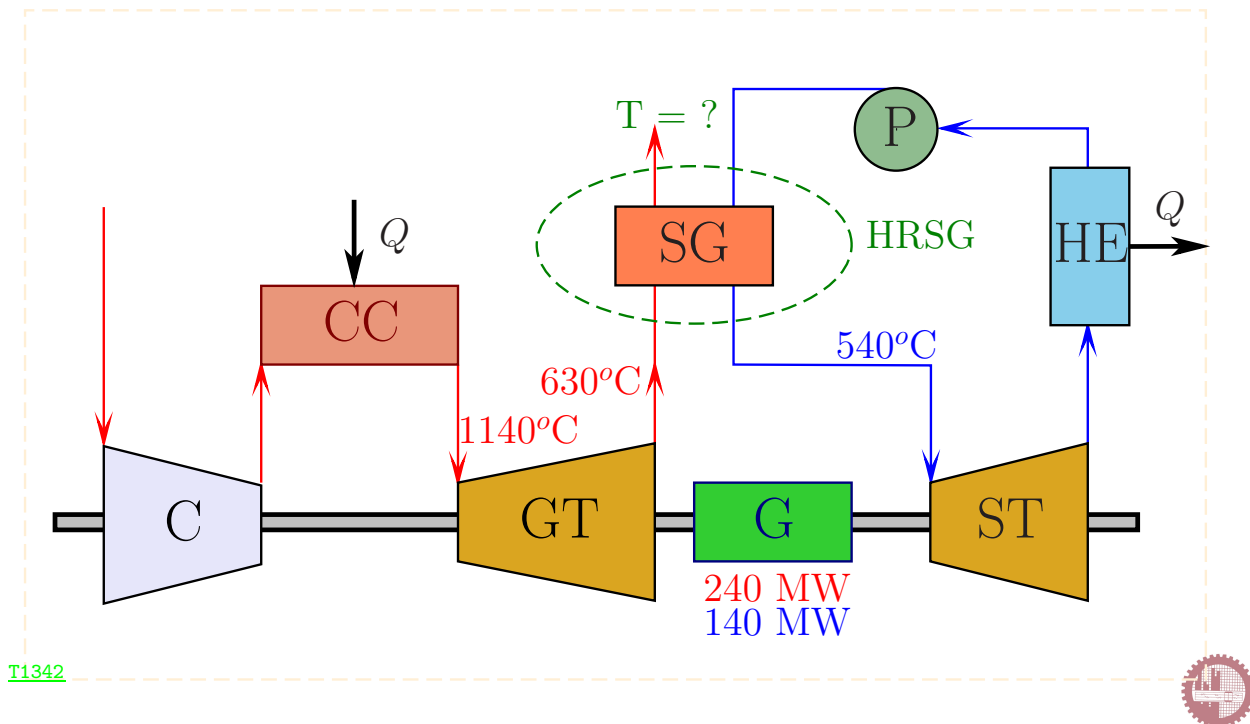 T = ?
P
Q
SG
HRSG
Q
HE
CC
540°C
630°C
1140°C
C
GT
G
ST
240 MW
140 MW
T1342